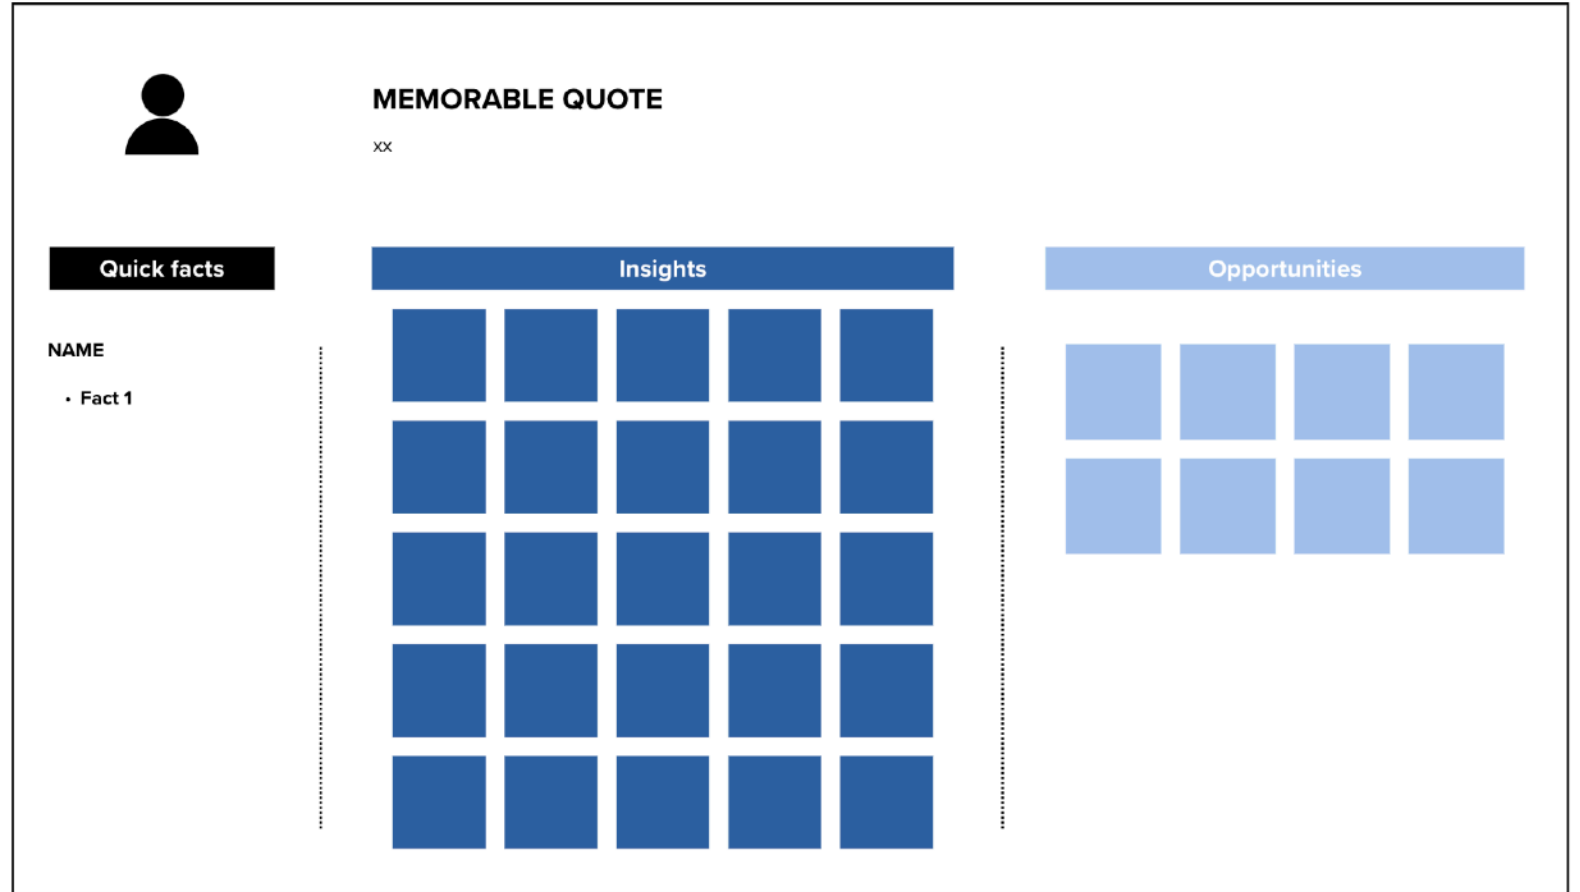 MEMORABLE QUOTE
xx
Quick facts
Insights
Opportunities
NAME
• Fact 1